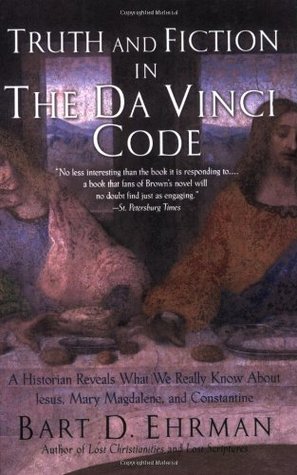 TRUTH AND FICTION
IN
THE DA VINCI
CODE
"No less interesting than the book it is responding to....
a book that fans of Brown's novel will
no doubt find just as engaging."
—St. Petersburg Times
A Historian Reveals What We Really Know About
Jesus, Mary Magdalene, and Constantine
BART D. EHRMAN
Author of Lost Christianities and Lost Scriptures